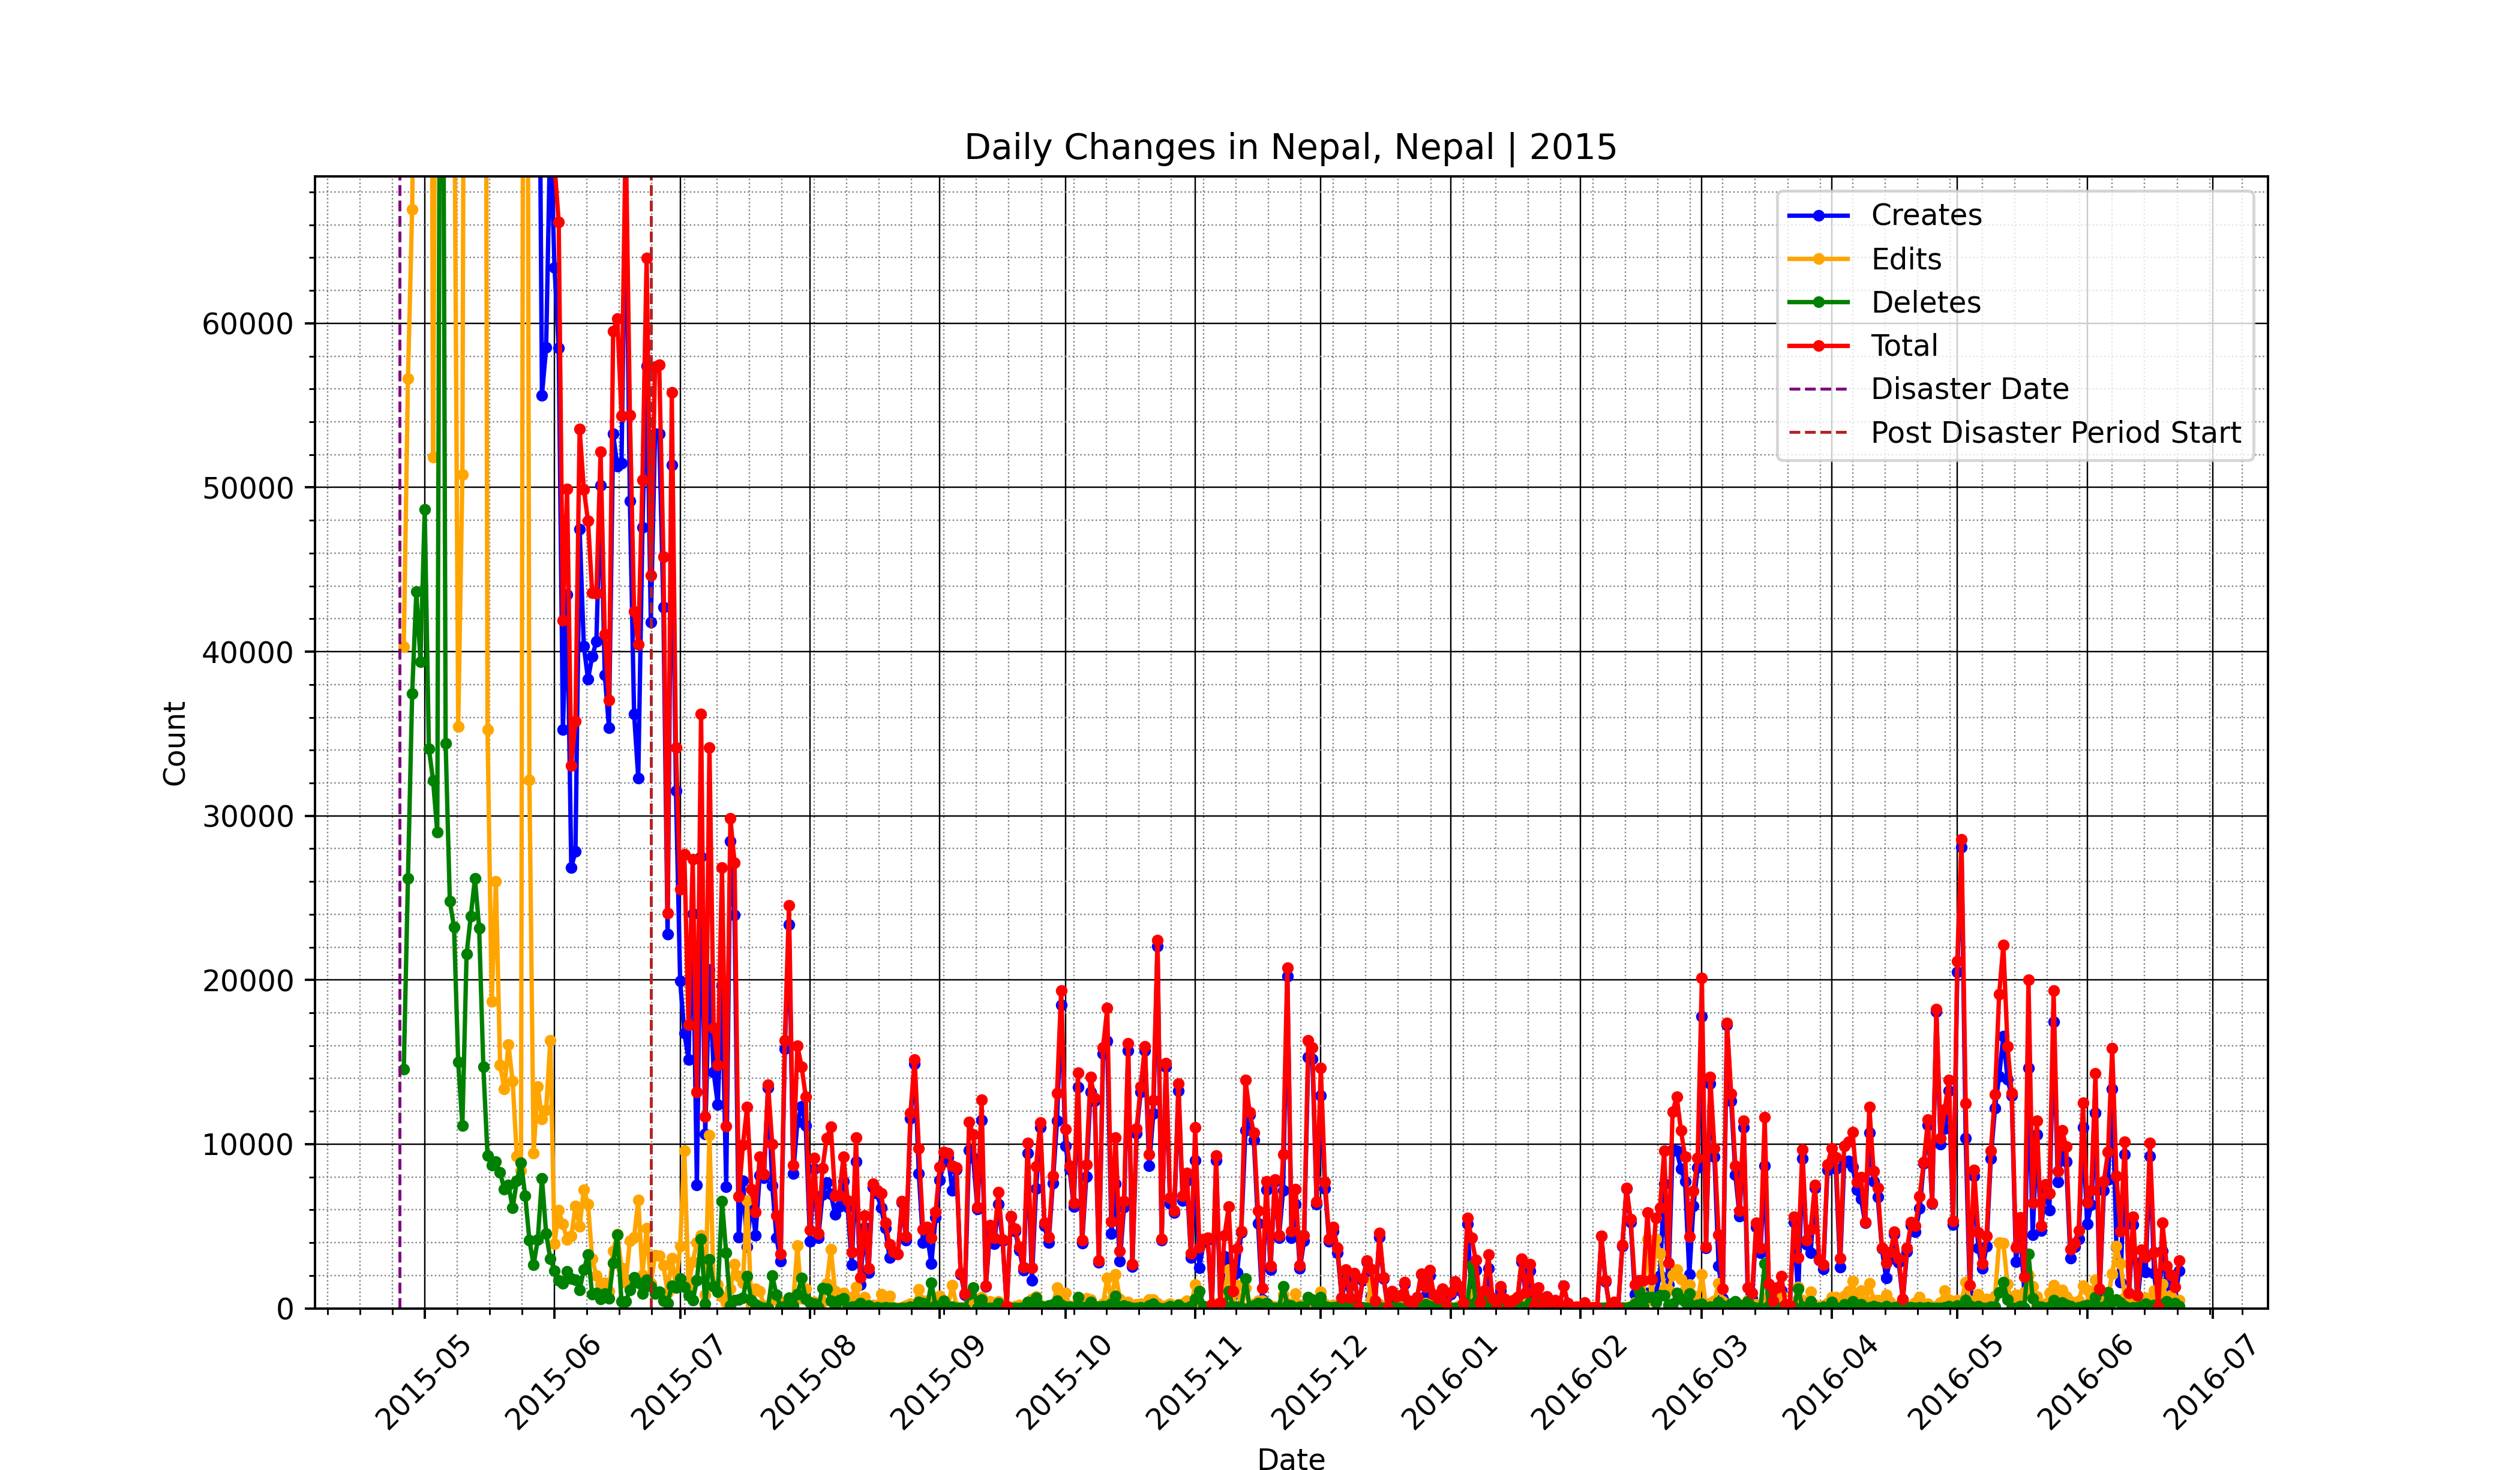 Daily Changes in Nepal, Nepal | 2015
Creates
Edits
Deletes
Total
Disaster Date
Post Disaster Period Start
60000
50000
40000
30000
20000
10000
0
Count
2015-05
2015-06
2015-07
2015-08
2015-09
2015-10
2015-11
2015-12
2016-01
2016-02
2016-03
2016-04
2016-05
2016-06
2016-07
Date